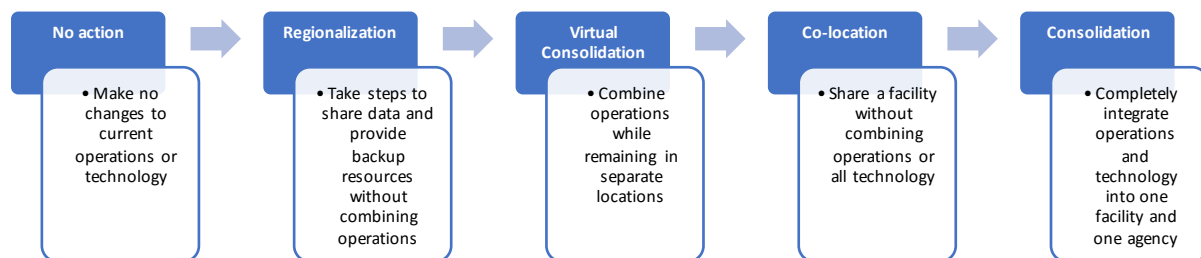 No action
• Make no
changes to
current
operations or
technology
Regionalization
• Take steps to
share data and
provide
backup
resources
without
combining
operations
Virtual
Consolidation
• Combine
operations
while
remaining in
separate
locations
Co-location
• Share a facility
without
combining
operations or
all technology
Consolidation
• Completely
integrate
operations
and
technology
into one
facility and
one agency